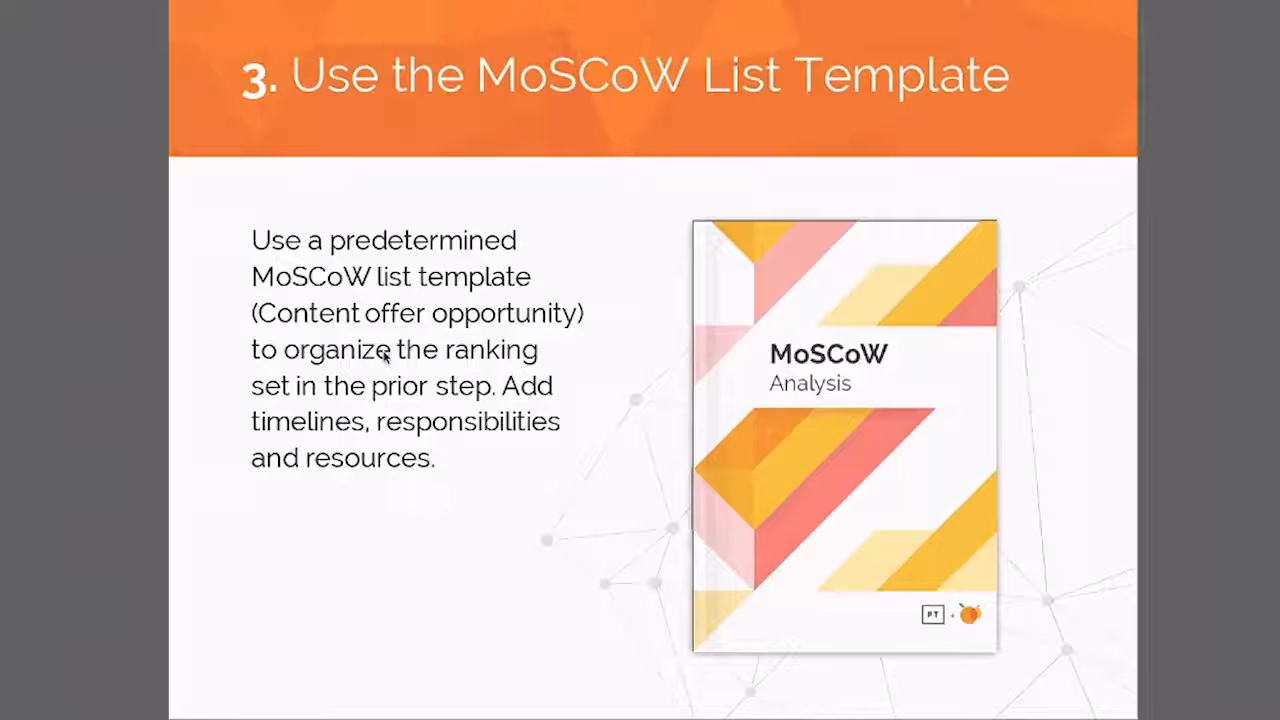 3. Use the MoSCoW List Template
Use a predetermined
MoSCoW list template
(Content offer opportunity)
to organize the ranking
set in the prior step. Add
timelines, responsibilities
and resources.
MoSCoW
Analysis
PT +